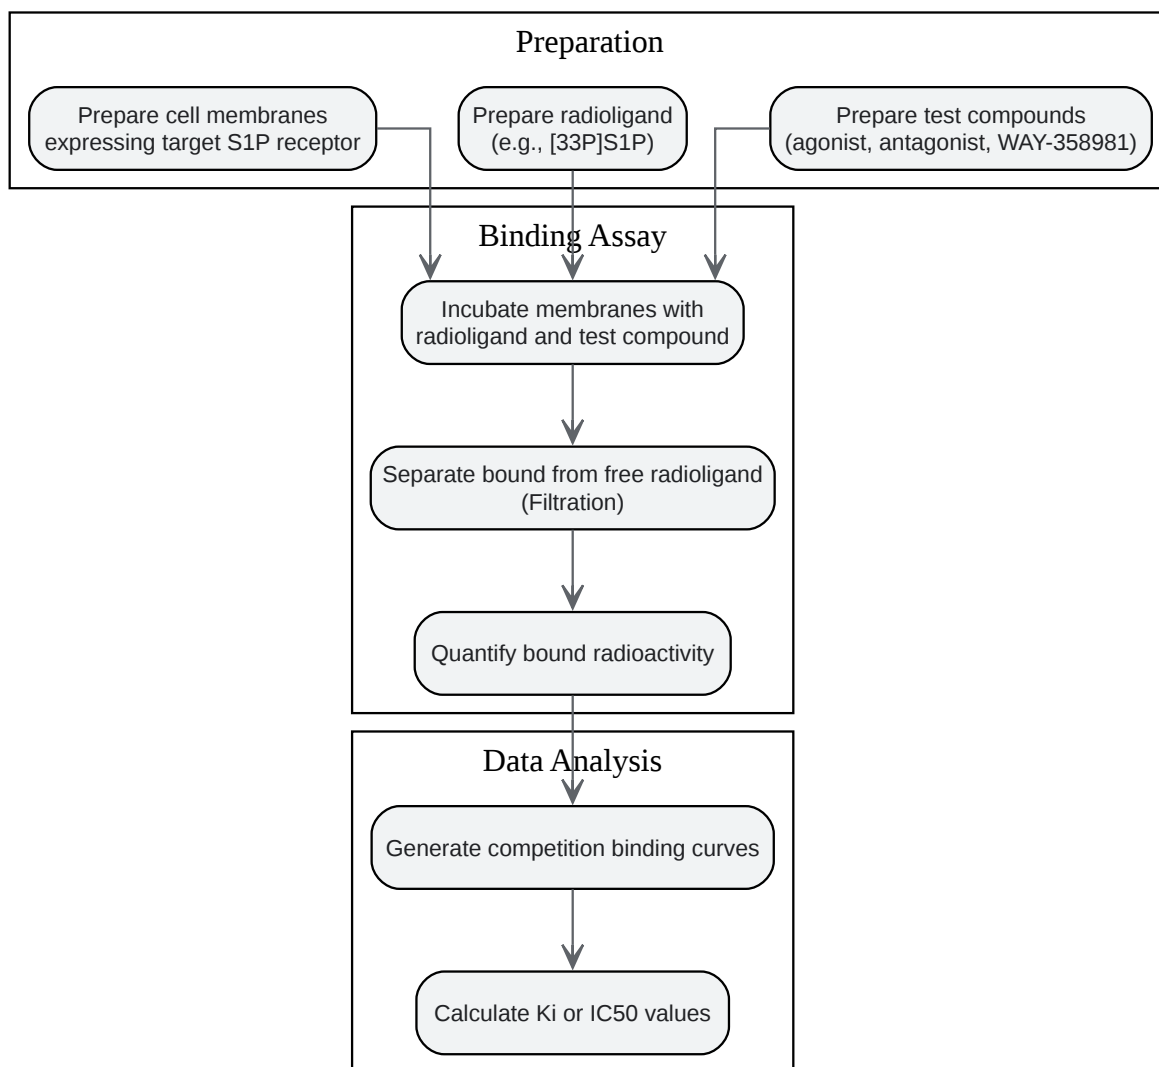 Preparation
Prepare cell membranes
expressing target S1P receptor
Prepare radioligand
(e.g., [33P]S1P)
Prepare test compounds
(agonist, antagonist, WAY-358981)
Binding Assay
Incubate membranes with
radioligand and test compound
Separate bound from free radioligand
(Filtration)
Quantify bound radioactivity
Data Analysis
Generate competition binding curves
Calculate Ki or IC50 values